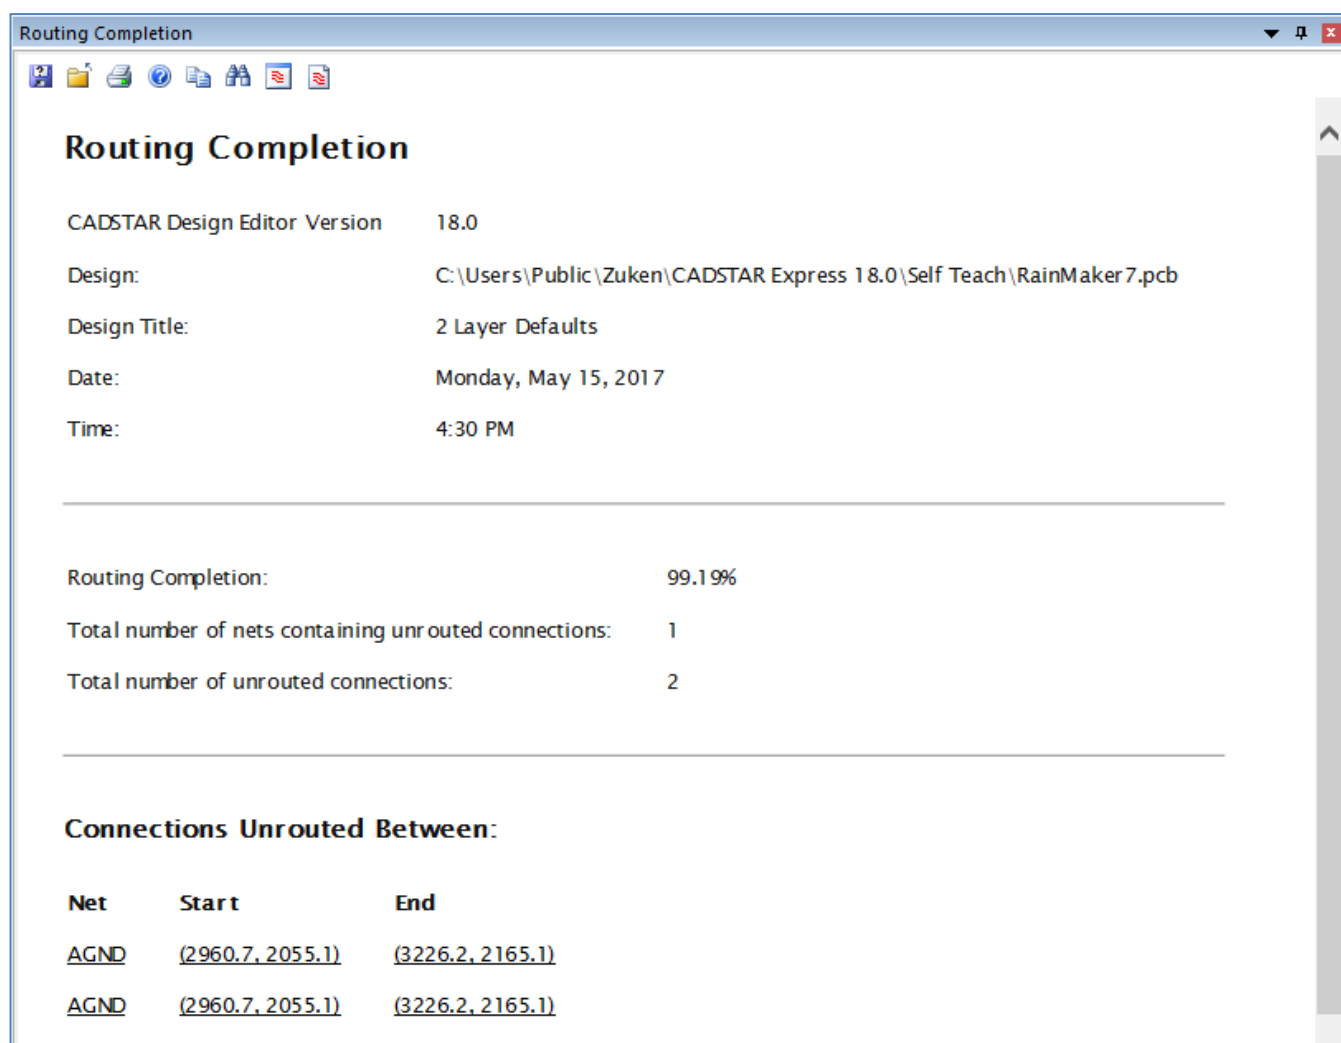 Routing Completion
Routing Completion
CADSTAR Design Editor Version 18.0
Design: C:\Users\Public\Zuken\CADSTAR Express 18.0\Self Teach\RainMaker7.pcb
Design Title: 2 Layer Defaults
Date: Monday, May 15, 2017
Time: 4:30 PM
Routing Completion: 99.19%
Total number of nets containing unrouted connections: 1
Total number of unrouted connections: 2
Connections Unrouted Between:
Net Start End
AGND (2960.7, 2055.1) (3226.2, 2165.1)
AGND (2960.7, 2055.1) (3226.2, 2165.1)